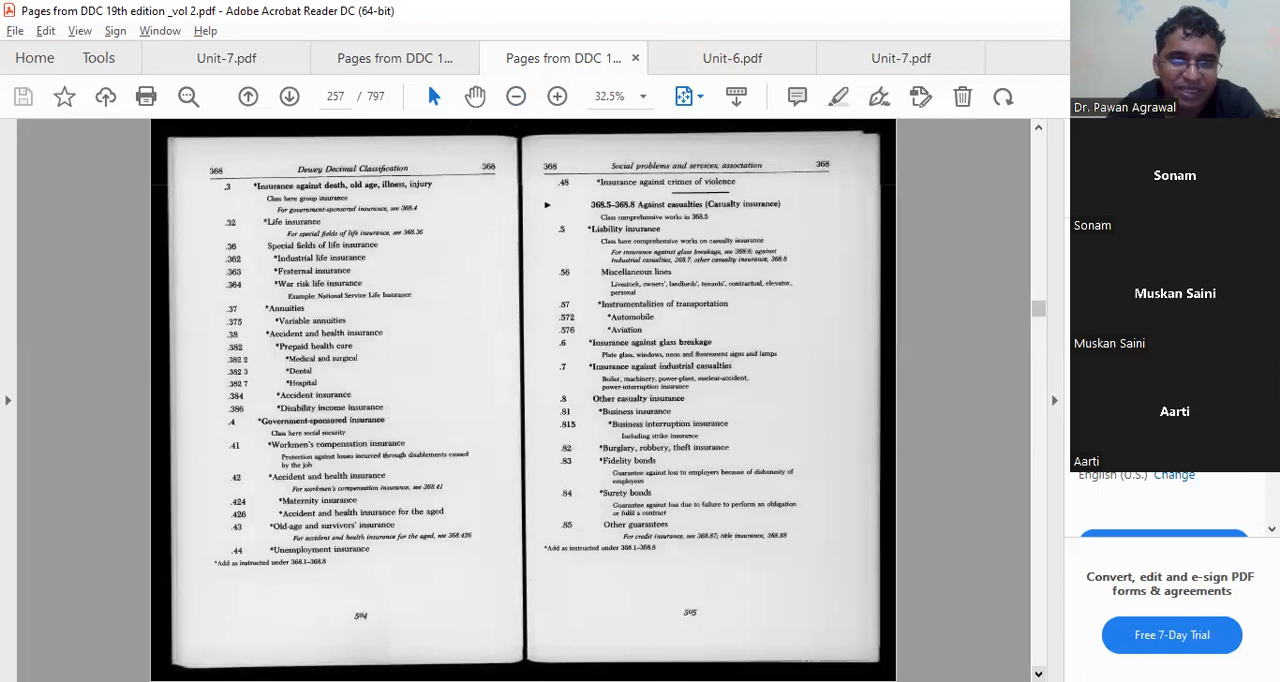 Pages from DDC 19th edition _vol 2.pdf - Adobe Acrobat Reader DC (64-bit)
File Edit View Sign Window Help
Home Tools Unit-7.pdf Pages from DDC 1... Pages from DDC 1... Unit-6.pdf Unit-7.pdf
257 / 797 32.5%
368 Dewey Decimal Classification 368
.3 *Insurance against death, old age, illness, injury
Class here group insurance
For government-sponsored insurance, see 368.4
.32 *Life insurance
For special fields of life insurance, see 368.36
.36 Special fields of life insurance
.362 *Industrial life insurance
.363 *Fraternal insurance
.364 *War risk life insurance
Example: National Service Life Insurance
.37 *Annuities
.375 *Variable annuities
.38 *Accident and health insurance
.382 *Prepaid health care
.382 2 *Medical and surgical
.382 3 *Dental
.382 7 *Hospital
.384 *Accident insurance
.386 *Disability income insurance
.4 *Government-sponsored insurance
Class here social security
.41 *Workmen's compensation insurance
Protection against losses incurred through disablements caused
by the job
.42 *Accident and health insurance
For workmen's compensation insurance, see 368.41
.424 *Maternity insurance
.426 *Accident and health insurance for the aged
.43 *Old-age and survivors' insurance
For accident and health insurance for the aged, see 368.426
.44 *Unemployment insurance
*Add as instructed under 368.1-368.8
504
368 Social problems and services; association 368
.48 *Insurance against crimes of violence
368.5–368.8 Against casualties (Casualty insurance)
Class comprehensive works in 368.5
.5 *Liability insurance
Class here comprehensive works on casualty insurance
For insurance against glass breakage, see 368.6; against
industrial casualties, 368.7; other casualty insurance, 368.8
.56 Miscellaneous lines
Livestock, owners', landlords', tenants', contractual, elevator,
personal
.57 *Instrumentalities of transportation
.572 *Automobile
.576 *Aviation
.6 *Insurance against glass breakage
Plate glass, windows, neon and fluorescent signs and lamps
.7 *Insurance against industrial casualties
Boiler, machinery, power-plant, nuclear-accident,
power-interruption insurance
.8 Other casualty insurance
.81 *Business insurance
.815 *Business interruption insurance
Including strike insurance
.82 *Burglary, robbery, theft insurance
.83 *Fidelity bonds
Guarantee against loss to employers because of dishonesty of
employees
.84 *Surety bonds
Guarantee against loss due to failure to perform an obligation
or fulfill a contract
.85 Other guarantees
For credit insurance, see 368.87; title insurance, 368.88
*Add as instructed under 368.1-368.8
505
Dr. Pawan Agrawal
Sonam
Sonam
Muskan Saini
Muskan Saini
Aarti
Aarti
English (U.S.) Change
Convert, edit and e-sign PDF
forms & agreements
Free 7-Day Trial